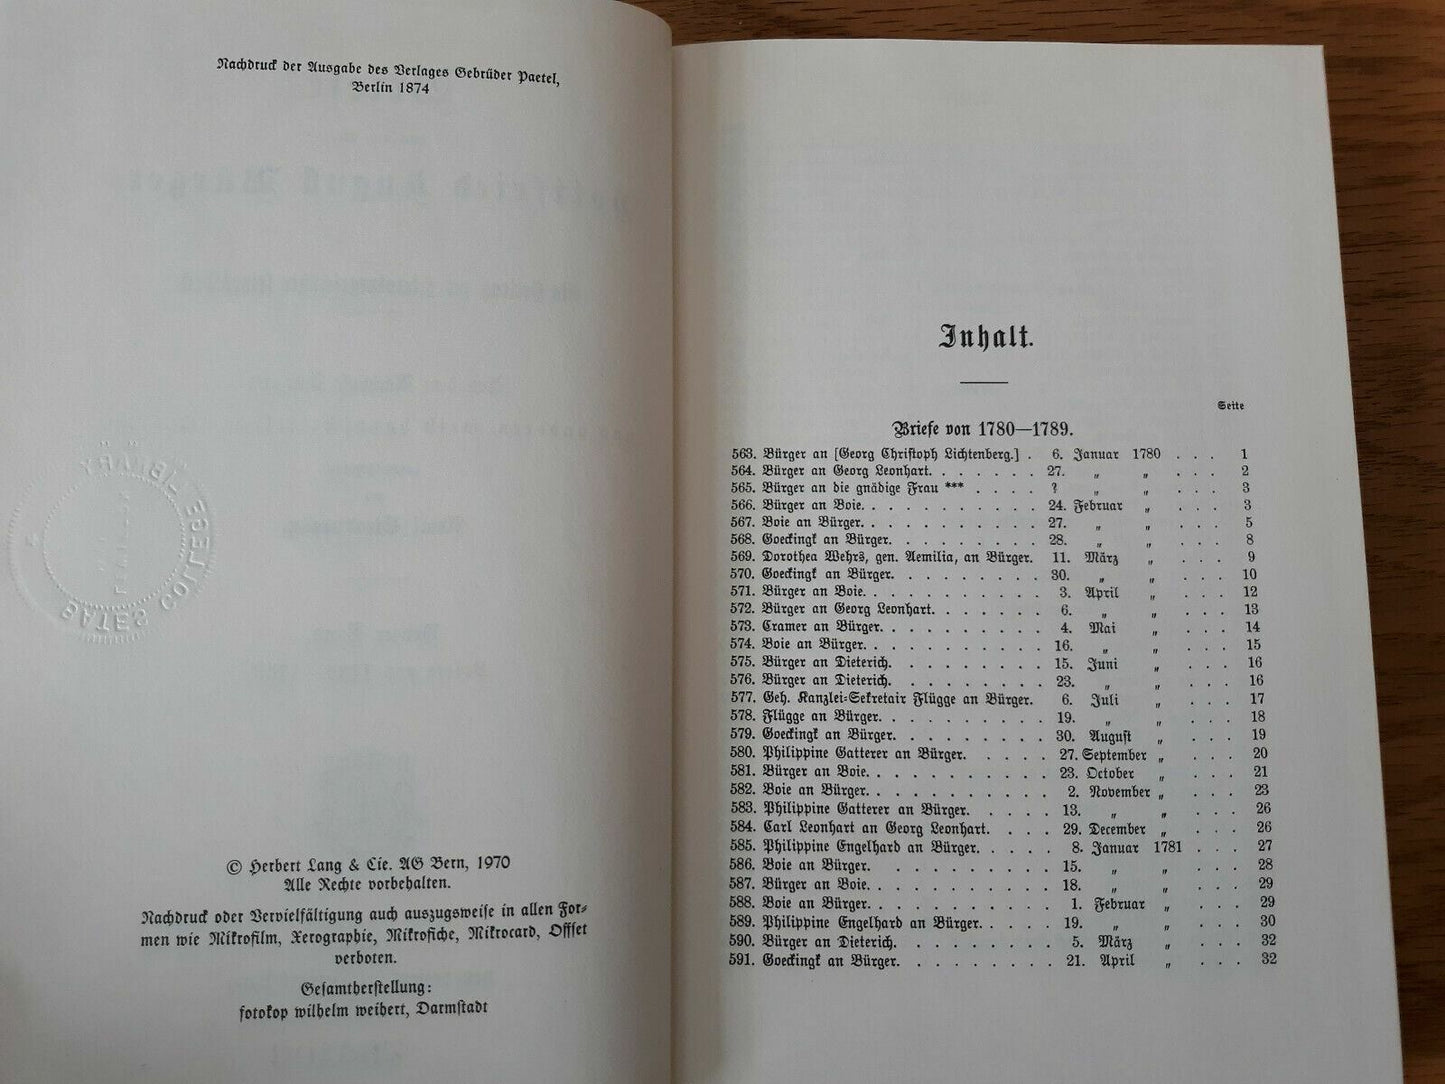 Nachdruck der Ausgabe des Verlages Gebrüder Paetel,
Berlin 1874
BATES COLLEGE LIBRARY
© Herbert Lang & Cie. AG Bern, 1970
Alle Rechte vorbehalten.
Nachdruck oder Vervielfältigung auch auszugsweise in allen For-
men wie Mikrofilm, Xerographie, Mikrofiche, Mikrocard, Offset
verboten.
Gesamtherstellung:
fotokop wilhelm weihert, Darmstadt
Inhalt.
Seite
Briefe von 1780—1789.
563. Bürger an [Georg Christoph Lichtenberg.] . 6. Januar 1780 . . . 1
564. Bürger an Georg Leonhart. . . . . . . 27. „ „ . . . 2
565. Bürger an die gnädige Frau *** . . . . ? „ „ . . . 3
566. Bürger an Boie. . . . . . . . . . . 24. Februar „ . . . 3
567. Boie an Bürger. . . . . . . . . . . 27. „ „ . . . 5
568. Goeckingk an Bürger. . . . . . . . . 28. „ „ . . . 8
569. Dorothea Wehrs, gen. Aemilia, an Bürger. 11. März „ . . . 9
570. Goeckingk an Bürger. . . . . . . . . 30. „ „ . . . 10
571. Bürger an Boie. . . . . . . . . . . 3. April „ . . . 12
572. Bürger an Georg Leonhart. . . . . . . 6. „ „ . . . 13
573. Cramer an Bürger. . . . . . . . . . 4. Mai „ . . . 14
574. Boie an Bürger. . . . . . . . . . . 16. „ „ . . . 15
575. Bürger an Dieterich. . . . . . . . . 15. Juni „ . . . 16
576. Bürger an Dieterich. . . . . . . . . 23. „ „ . . . 16
577. Geh. Kanzlei-Sekretair Flügge an Bürger. 6. Juli „ . . . 17
578. Flügge an Bürger. . . . . . . . . . 19. „ „ . . . 18
579. Goeckingk an Bürger. . . . . . . . . 30. August „ . . . 19
580. Philippine Gatterer an Bürger. . . . . 27. September „ . . . 20
581. Bürger an Boie. . . . . . . . . . . 23. October „ . . . 21
582. Boie an Bürger. . . . . . . . . . . 2. November „ . . . 23
583. Philippine Gatterer an Bürger. . . . . 13. „ „ . . . 26
584. Carl Leonhart an Georg Leonhart. . . . 29. December „ . . . 26
585. Philippine Engelhard an Bürger. . . . . 8. Januar 1781 . . . 27
586. Boie an Bürger. . . . . . . . . . . 15. „ „ . . . 28
587. Bürger an Boie. . . . . . . . . . . 18. „ „ . . . 29
588. Boie an Bürger. . . . . . . . . . . 1. Februar „ . . . 29
589. Philippine Engelhard an Bürger. . . . . 19. „ „ . . . 30
590. Bürger an Dieterich. . . . . . . . . 5. März „ . . . 32
591. Goeckingk an Bürger. . . . . . . . . 21. April „ . . . 32